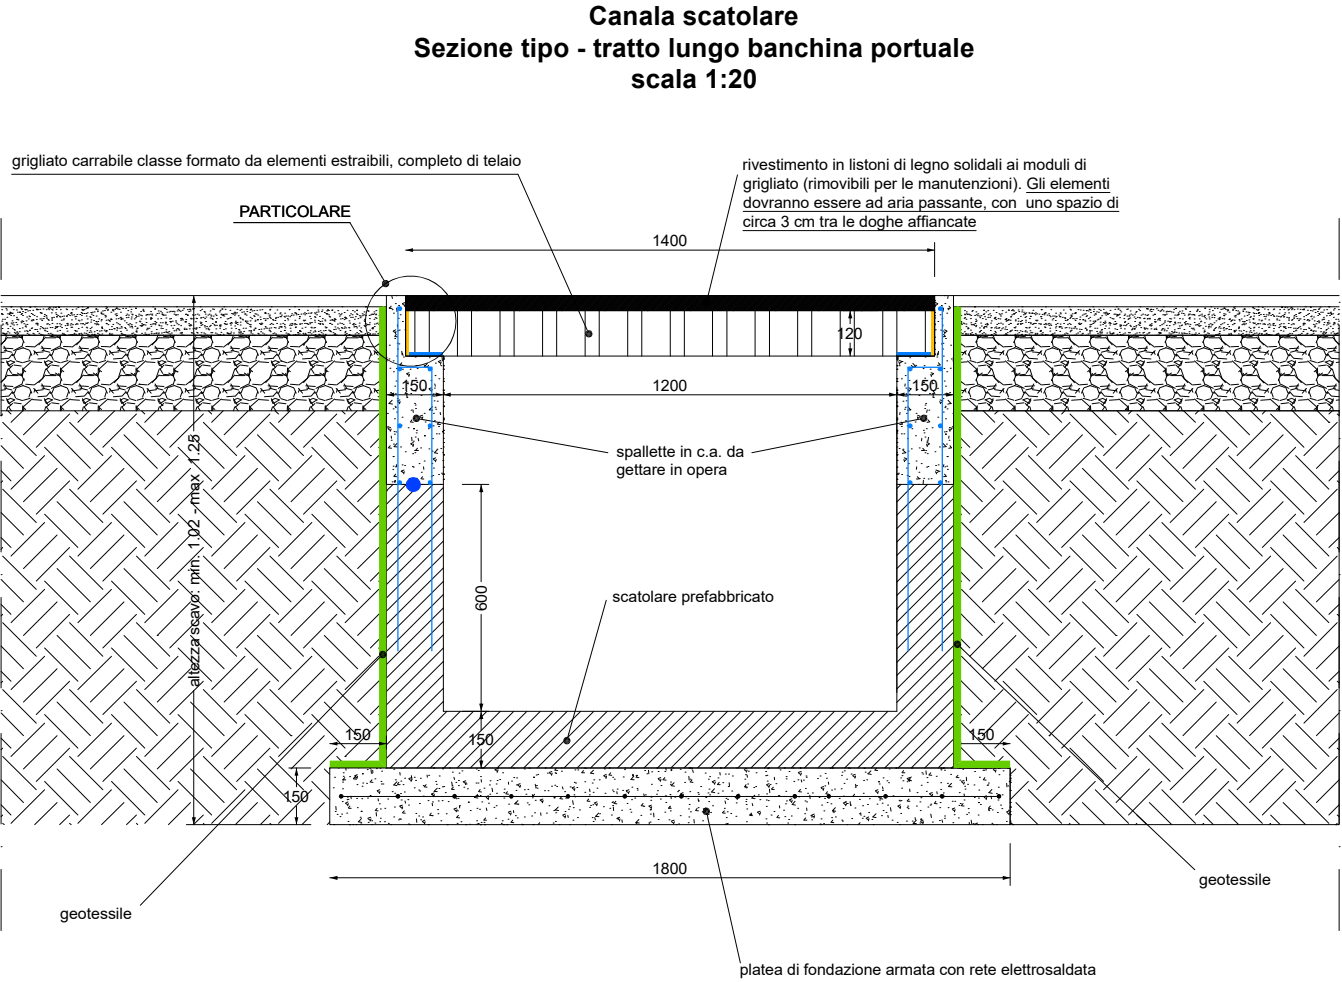 Canala scatolare
Sezione tipo - tratto lungo banchina portuale
scala 1:20
grigliato carrabile classe formato da elementi estraibili, completo di telaio
rivestimento in listoni di legno solidali ai moduli di
grigliato (rimovibili per le manutenzioni). Gli elementi
dovranno essere ad aria passante, con uno spazio di
circa 3 cm tra le doghe affiancate
PARTICOLARE
1400
120
150
1200
150
altezza scavo: min. 1.02 - max 1.25
spallette in c.a. da
gettare in opera
600
scatolare prefabbricato
150
150
150
150
1800
geotessile
geotessile
platea di fondazione armata con rete elettrosaldata